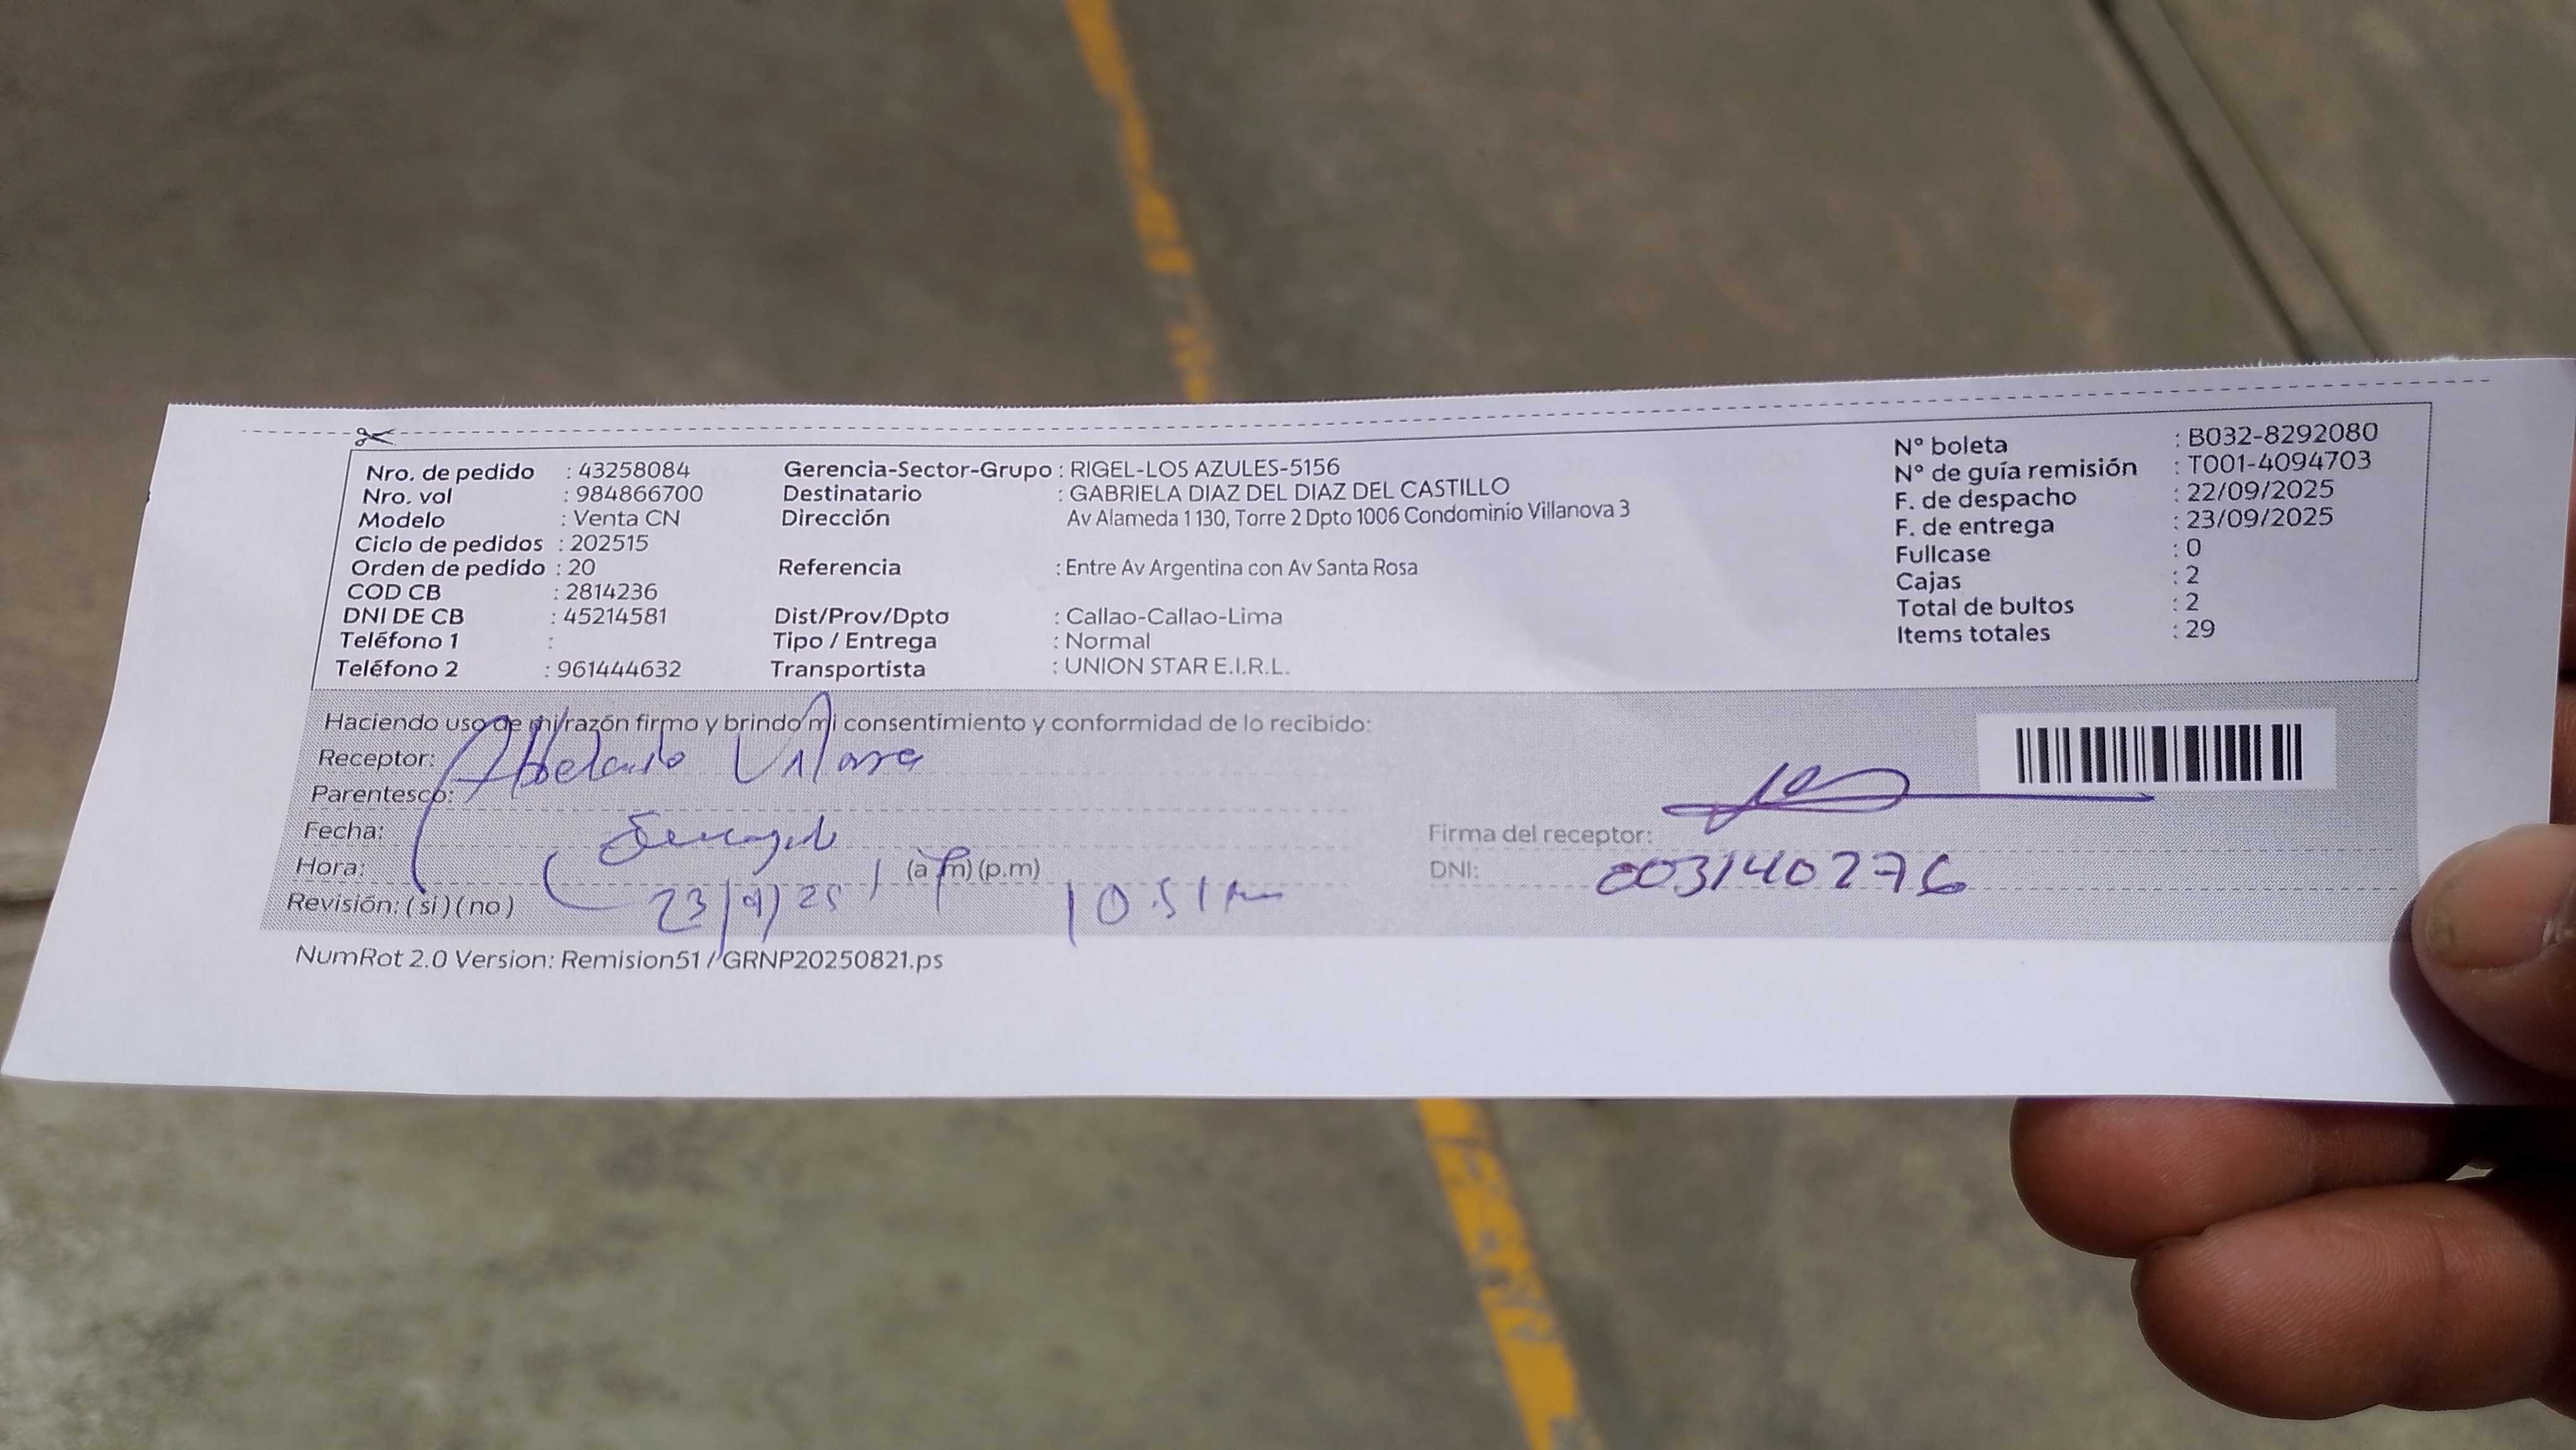 Nro. de pedido : 43258084
Nro. vol : 984866700
Modelo : Venta CN
Ciclo de pedidos : 202515
Orden de pedido : 20
COD CB : 2814236
DNI DE CB : 45214581
Teléfono 1 :
Teléfono 2 : 961444632
Gerencia-Sector-Grupo : RIGEL-LOS AZULES-5156
Destinatario : GABRIELA DIAZ DEL DIAZ DEL CASTILLO
Dirección Av Alameda 1 130, Torre 2 Dpto 1006 Condominio Villanova 3
Referencia : Entre Av Argentina con Av Santa Rosa
Dist/Prov/Dpto : Callao-Callao-Lima
Tipo / Entrega : Normal
Transportista : UNION STAR E.I.R.L.
N° boleta : B032-8292080
N° de guía remisión : T001-4094703
F. de despacho : 22/09/2025
F. de entrega : 23/09/2025
Fullcase : 0
Cajas : 2
Total de bultos : 2
Items totales : 29
Haciendo uso de mi razón firmo y brindo mi consentimiento y conformidad de lo recibido:
Receptor: Abelardo
Parentesco:
Fecha:
Hora: (a.m) (p.m)
Revisión: (si) (no) 23/9/25 10:51
Firma del receptor:
DNI: 003140276
NumRot 2.0 Version: Remision51 / GRNP20250821.ps